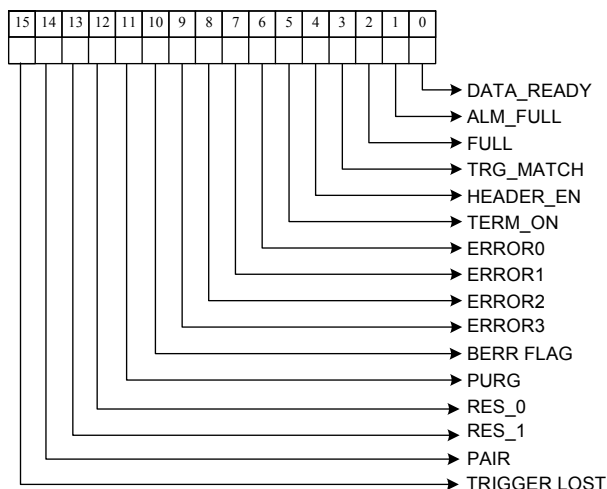 15 14 13 12 11 10 9 8 7 6 5 4 3 2 1 0
DATA_READY
ALM_FULL
FULL
TRG_MATCH
HEADER_EN
TERM_ON
ERROR0
ERROR1
ERROR2
ERROR3
BERR FLAG
PURG
RES_0
RES_1
PAIR
TRIGGER LOST